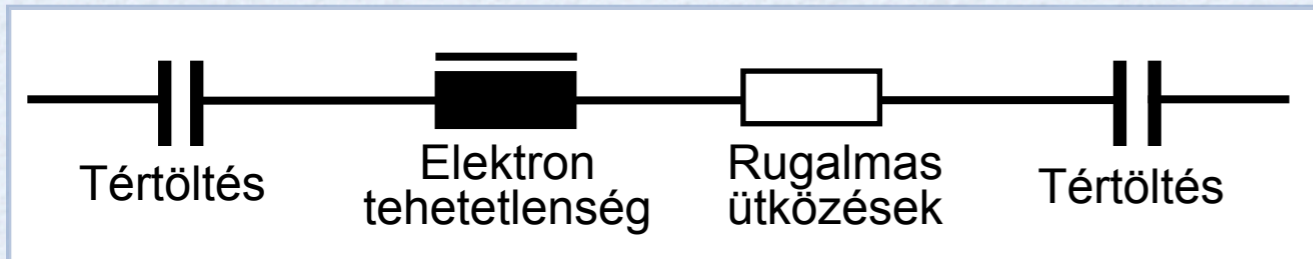 Tértöltés
Elektron
tehetetlenség
Rugalmas
ütközések
Tértöltés